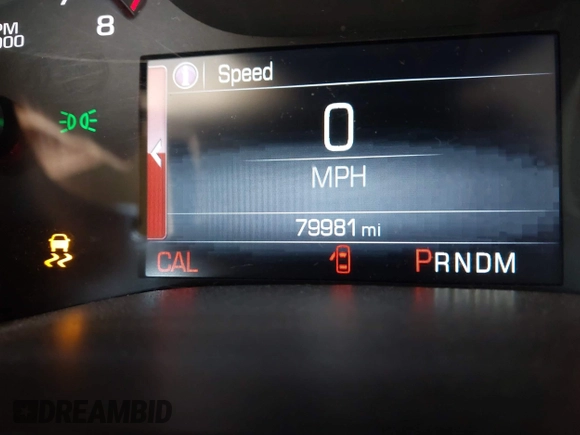 8
Speed
0
MPH
79981 mi
CAL
PRNDM
DREAMBID